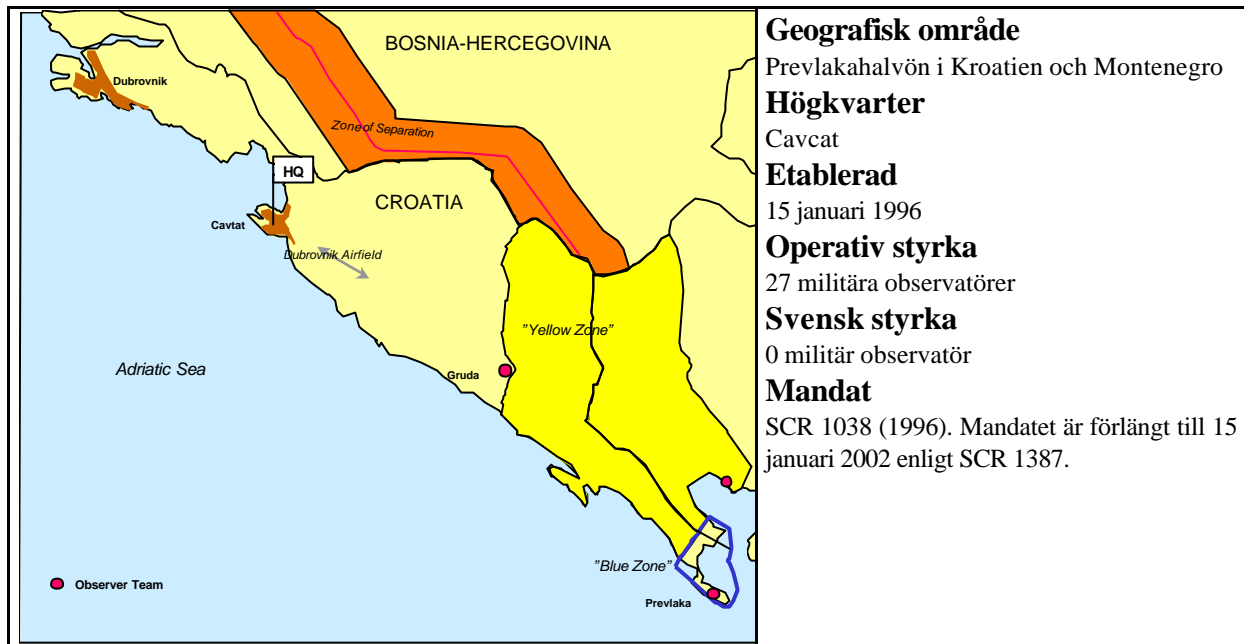 BOSNIA-HERCEGOVINA
Dubrovnik
Zone of Separation
HQ
CROATIA
Cavtat
Dubrovnik Airfield
"Yellow Zone"
Adriatic Sea
Gruda
"Blue Zone"
Observer Team
Prevlaka
Geografisk område
Prevlakahalvön i Kroatien och Montenegro
Högkvarter
Cavcat
Etablerad
15 januari 1996
Operativ styrka
27 militära observatörer
Svensk styrka
0 militär observatör
Mandat
SCR 1038 (1996). Mandatet är förlängt till 15
januari 2002 enligt SCR 1387.